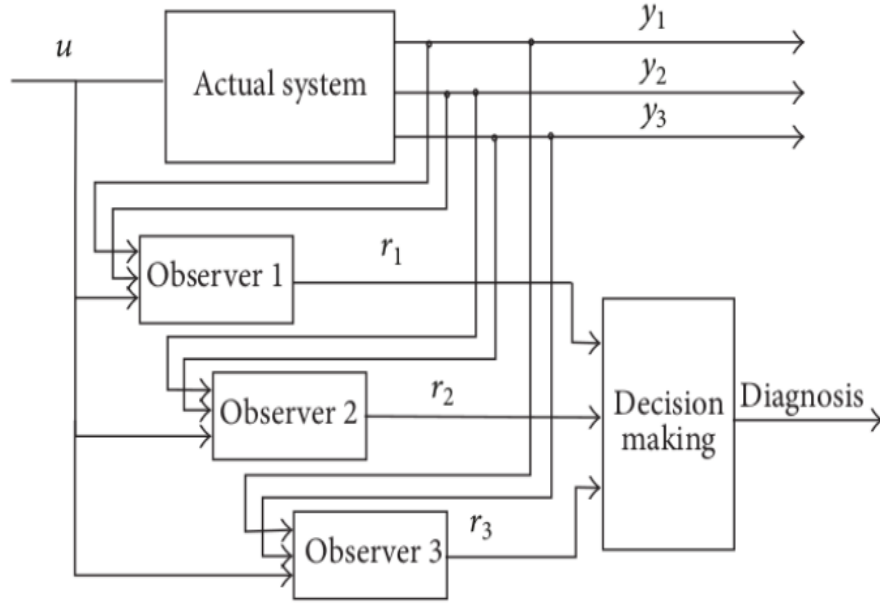 u
Actual system
y1
y2
y3
Observer 1
r1
Observer 2
r2
Observer 3
r3
Decision
making
Diagnosis